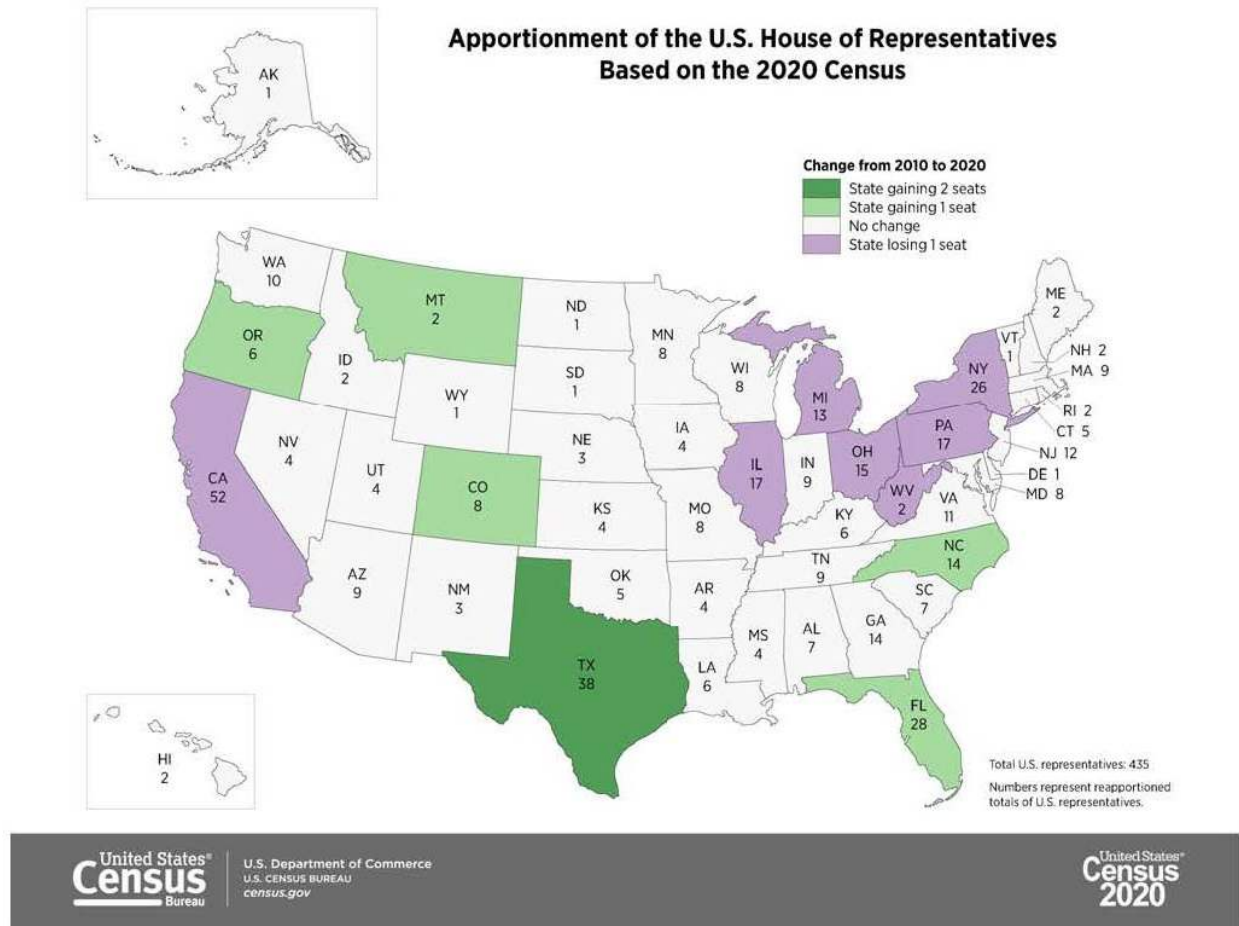 Apportionment of the U.S. House of Representatives
Based on the 2020 Census
AK
1
Change from 2010 to 2020
State gaining 2 seats
State gaining 1 seat
No change
State losing 1 seat
WA
10
MT
2
ND
1
MN
8
ME
2
VT
1
NH 2
MA 9
OR
6
ID
2
SD
1
WI
8
MI
13
NY
26
RI 2
CT 5
WY
1
NE
3
IA
4
PA
17
NJ 12
DE 1
MD 8
NV
4
UT
4
CO
8
KS
4
MO
8
IL
17
IN
9
OH
15
WV
2
VA
11
CA
52
KY
6
NC
14
AZ
9
NM
3
OK
5
AR
4
TN
9
SC
7
TX
38
LA
6
MS
4
AL
7
GA
14
FL
28
HI
2
Total U.S. representatives: 435
Numbers represent reapportioned
totals of U.S. representatives.
United States®
Census
Bureau
U.S. Department of Commerce
U.S. CENSUS BUREAU
census.gov
United States®
Census
2020